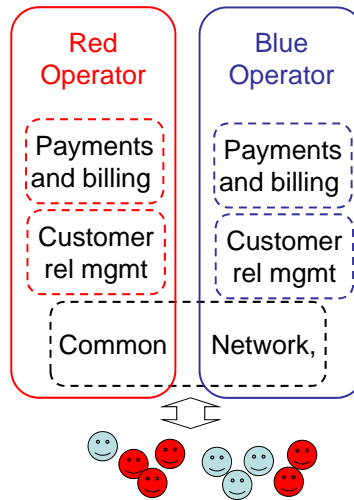 Red
Operator
Payments
and billing
Customer
rel mgmt
Blue
Operator
Payments
and billing
Customer
rel mgmt
Common Network,